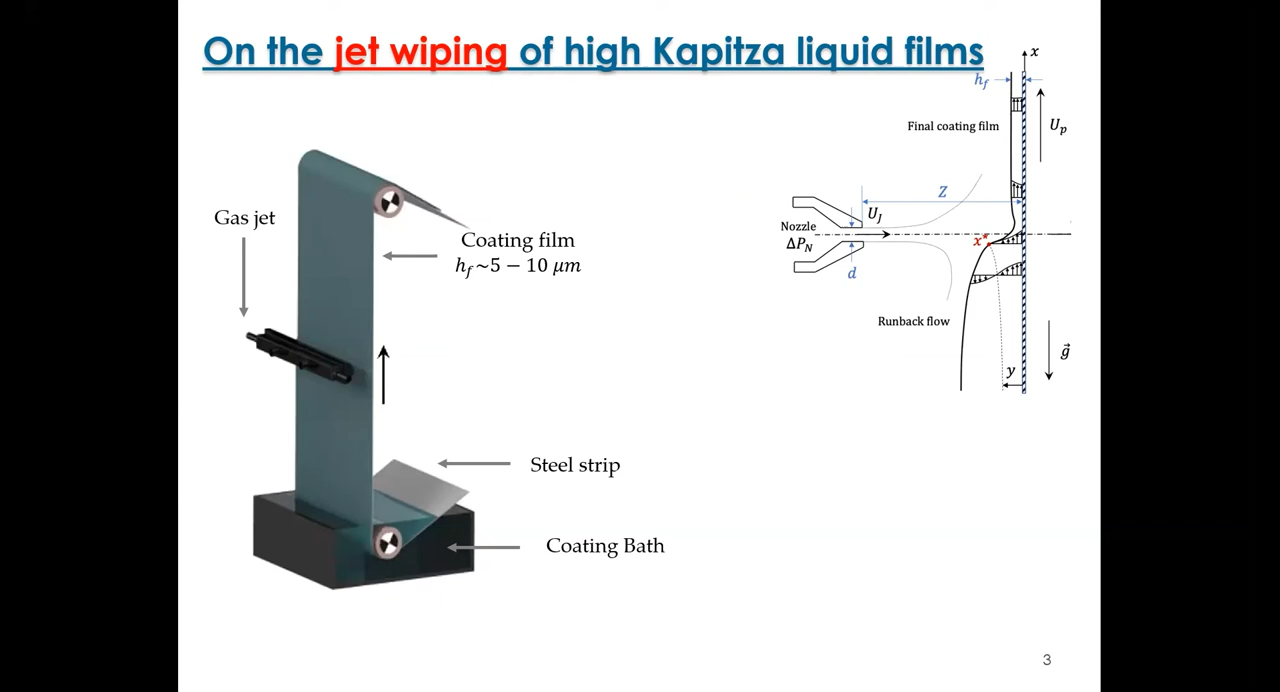 On the jet wiping of high Kapitza liquid films
x
h_f
Final coating film
U_p
Z
U_J
Nozzle
ΔP_N
x*
d
Runback flow
g⃗
y
Gas jet
Coating film
h_f~5 − 10 μm
Steel strip
Coating Bath
3